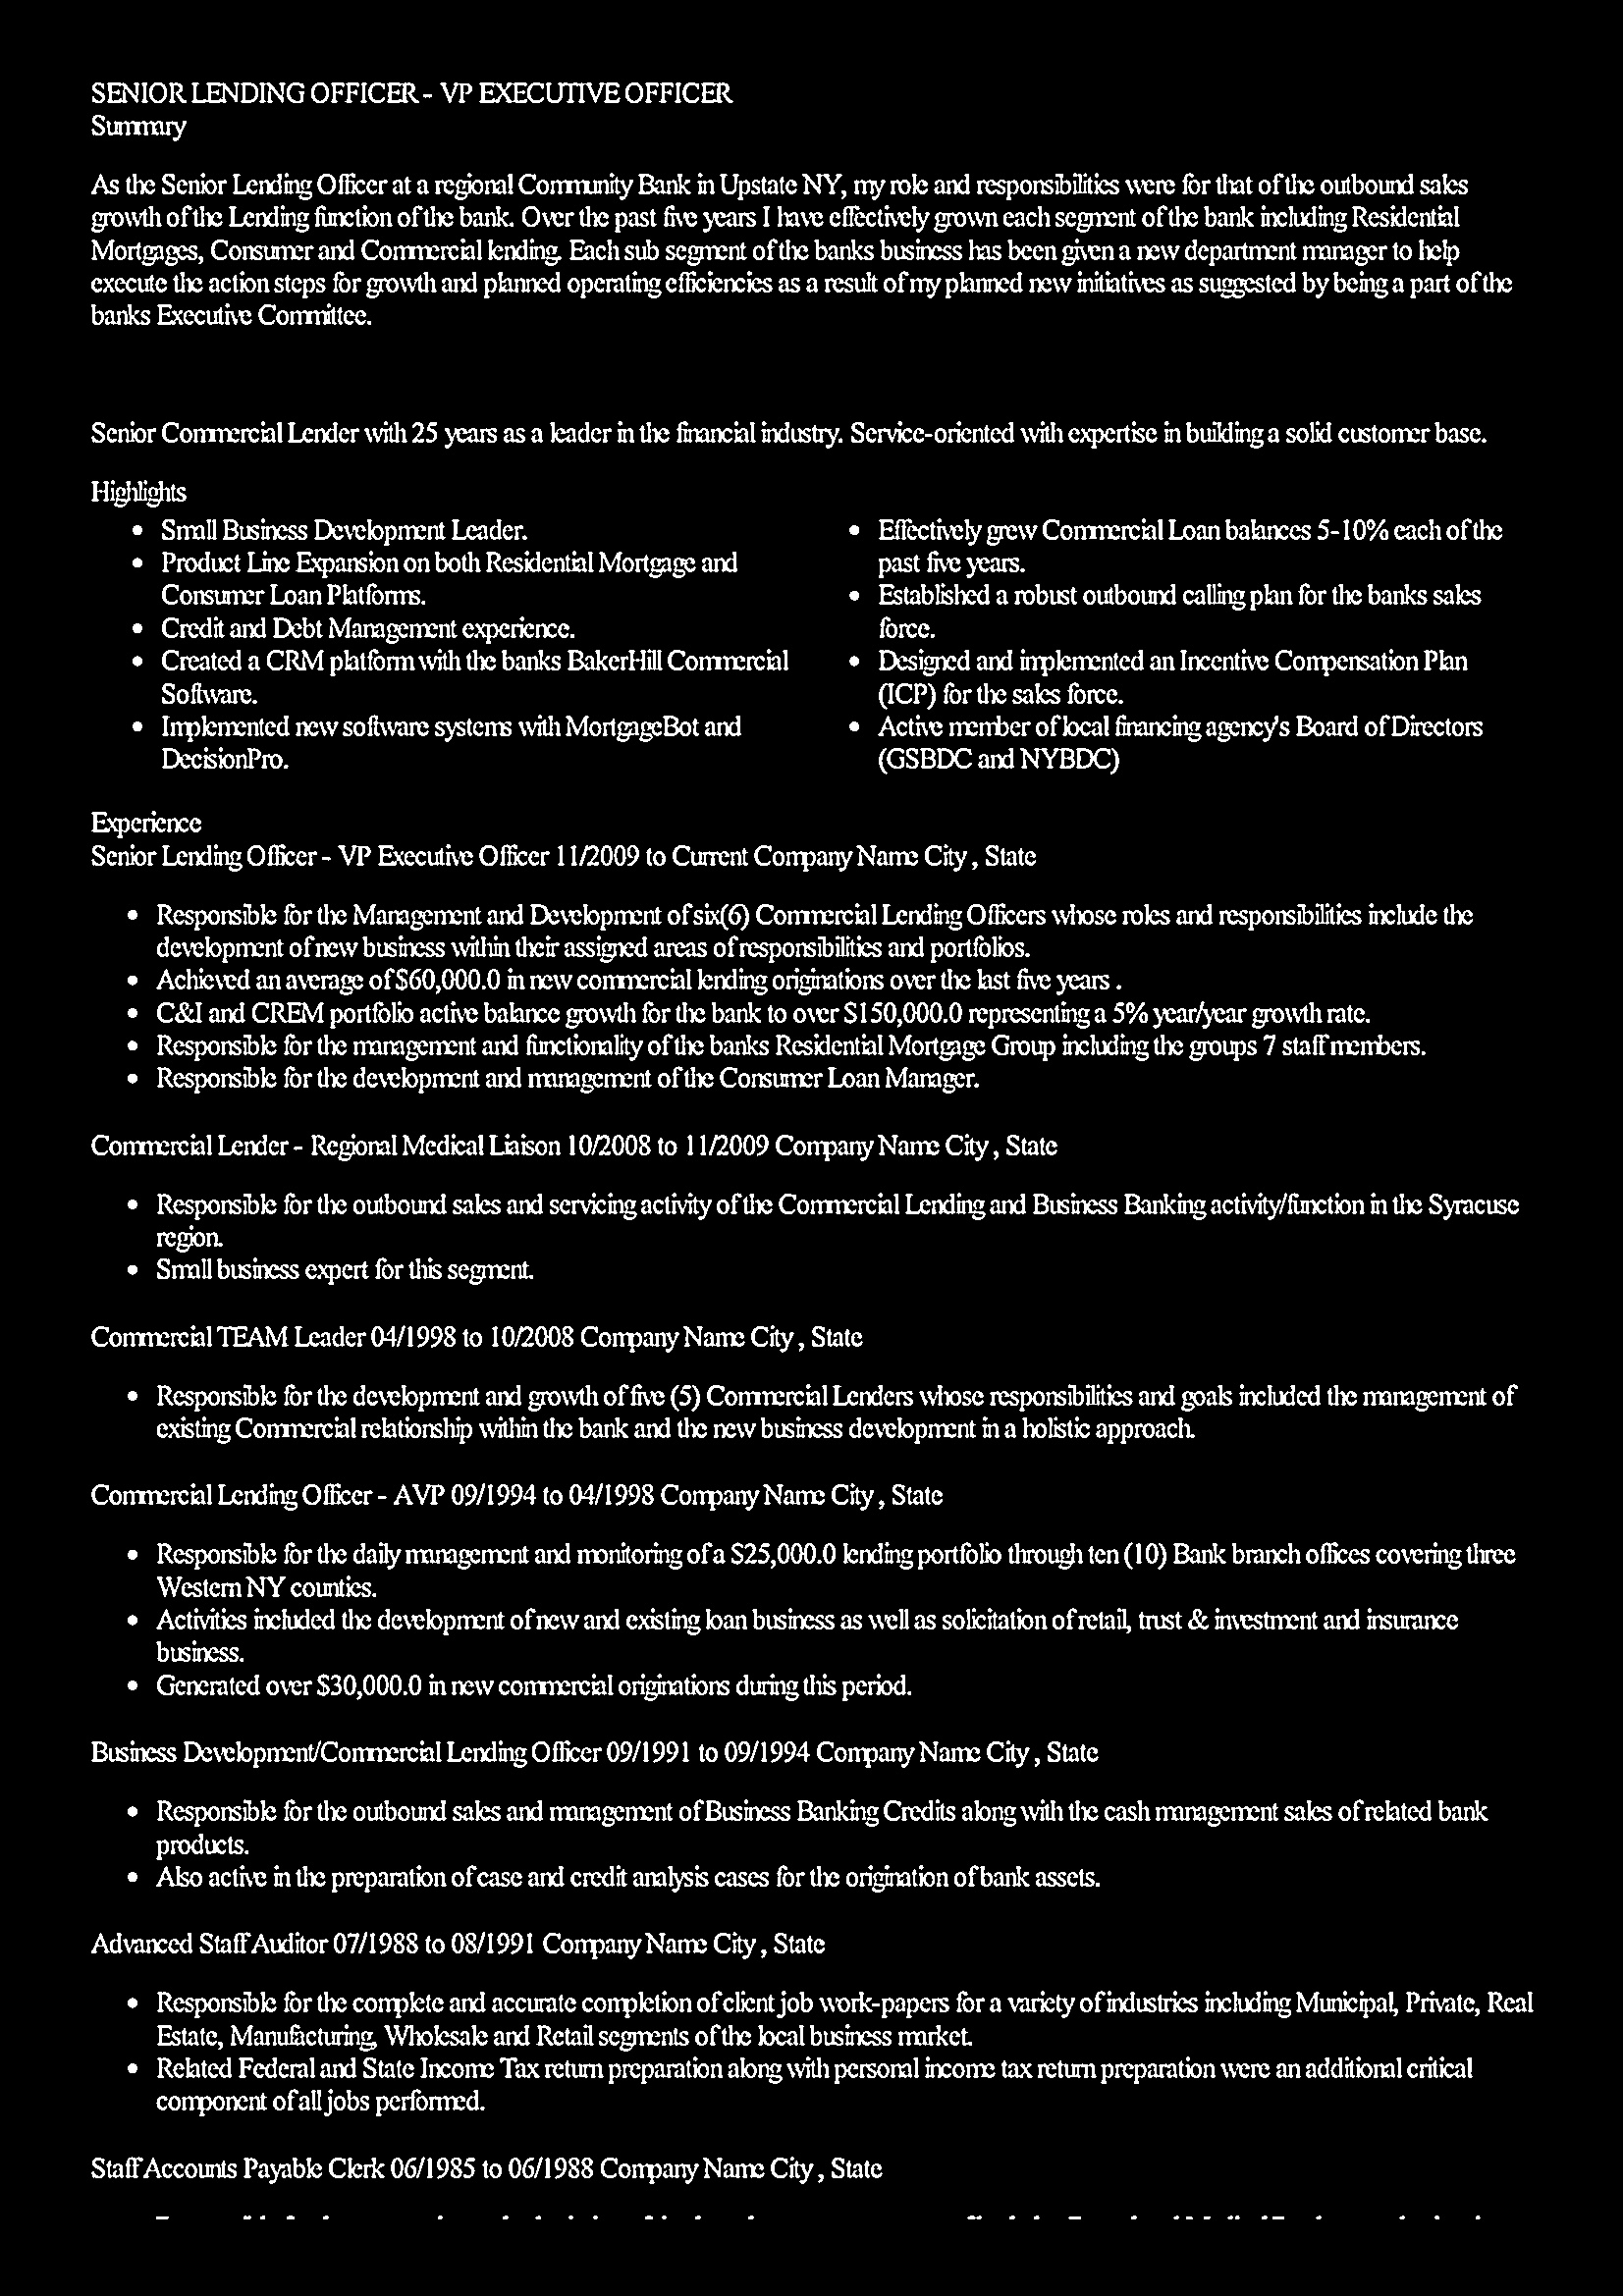 SENIOR LENDING OFFICER - VP EXECUTIVE OFFICER
Summary
As the Senior Lending Officer at a regional Community Bank in Upstate NY, my role and responsibilities were for that of the outbound sales
growth of the Lending function of the bank. Over the past five years I have effectively grown each segment of the bank including Residential
Mortgages, Consumer and Commercial lending. Each sub segment of the banks business has been given a new department manager to help
execute the action steps for growth and planned operating efficiencies as a result of my planned new initiatives as suggested by being a part of the
banks Executive Committee.
Senior Commercial Lender with 25 years as a leader in the financial industry. Service-oriented with expertise in building a solid customer base.
Highlights
• Small Business Development Leader.
• Product Line Expansion on both Residential Mortgage and
Consumer Loan Platforms.
• Credit and Debt Management experience.
• Created a CRM platform with the banks BakerHill Commercial
Software.
• Implemented new software systems with MortgageBot and
DecisionPro.
• Effectively grew Commercial Loan balances 5-10% each of the
past five years.
• Established a robust outbound calling plan for the banks sales
force.
• Designed and implemented an Incentive Compensation Plan
(ICP) for the sales force.
• Active member of local financing agency's Board of Directors
(GSBDC and NYBDC)
Experience
Senior Lending Officer - VP Executive Officer 11/2009 to Current Company Name City , State
• Responsible for the Management and Development of six(6) Commercial Lending Officers whose roles and responsibilities include the
development of new business within their assigned areas of responsibilities and portfolios.
• Achieved an average of $60,000.0 in new commercial lending originations over the last five years .
• C&I and CREM portfolio active balance growth for the bank to over $150,000.0 representing a 5% year/year growth rate.
• Responsible for the management and functionality of the banks Residential Mortgage Group including the groups 7 staff members.
• Responsible for the development and management of the Consumer Loan Manager.
Commercial Lender - Regional Medical Liaison 10/2008 to 11/2009 Company Name City , State
• Responsible for the outbound sales and servicing activity of the Commercial Lending and Business Banking activity/function in the Syracuse
region.
• Small business expert for this segment.
Commercial TEAM Leader 04/1998 to 10/2008 Company Name City , State
• Responsible for the development and growth of five (5) Commercial Lenders whose responsibilities and goals included the management of
existing Commercial relationship within the bank and the new business development in a holistic approach.
Commercial Lending Officer - AVP 09/1994 to 04/1998 Company Name City , State
• Responsible for the daily management and monitoring of a $25,000.0 lending portfolio through ten (10) Bank branch offices covering three
Western NY counties.
• Activities included the development of new and existing loan business as well as solicitation of retail, trust & investment and insurance
business.
• Generated over $30,000.0 in new commercial originations during this period.
Business Development/Commercial Lending Officer 09/1991 to 09/1994 Company Name City , State
• Responsible for the outbound sales and management of Business Banking Credits along with the cash management sales of related bank
products.
• Also active in the preparation of case and credit analysis cases for the origination of bank assets.
Advanced Staff Auditor 07/1988 to 08/1991 Company Name City , State
• Responsible for the complete and accurate completion of client job work-papers for a variety of industries including Municipal, Private, Real
Estate, Manufacturing, Wholesale and Retail segments of the local business market.
• Related Federal and State Income Tax return preparation along with personal income tax return preparation were an additional critical
component of all jobs performed.
Staff Accounts Payable Clerk 06/1985 to 06/1988 Company Name City , State